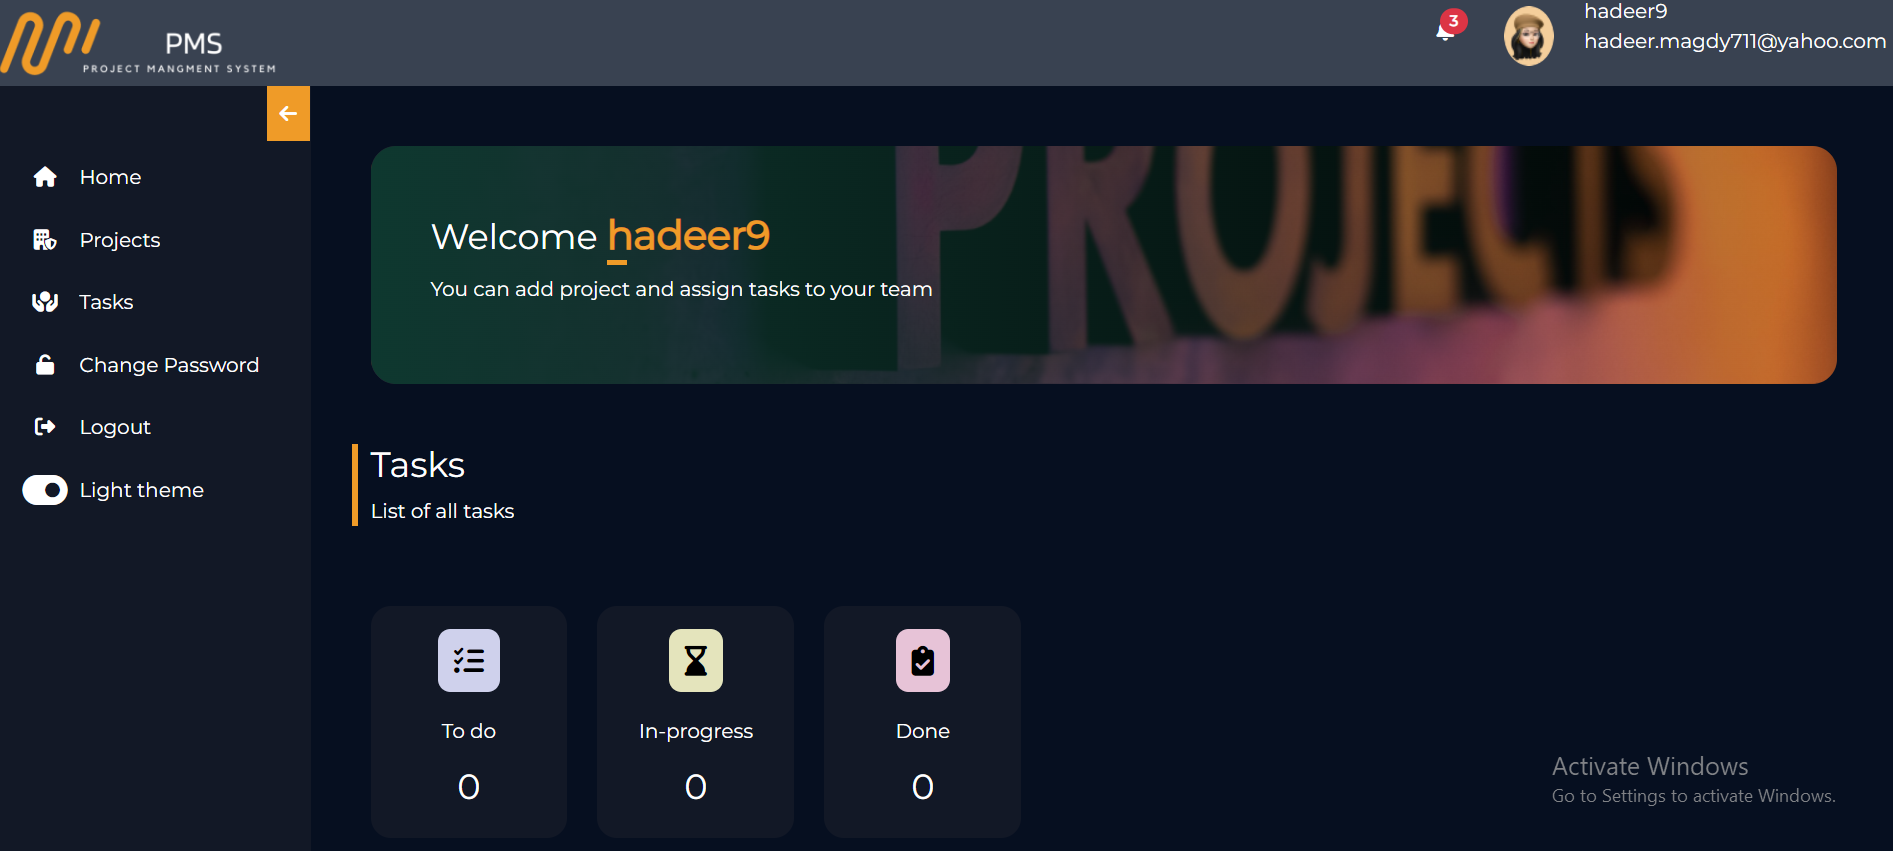 PMS
PROJECT MANGMENT SYSTEM
3
hadeer9
hadeer.magdy711@yahoo.com
Home
Projects
Tasks
Change Password
Logout
Light theme
PROJECTS
Welcome hadeer9
You can add project and assign tasks to your team
Tasks
List of all tasks
To do
0
In-progress
0
Done
0
Activate Windows
Go to Settings to activate Windows.